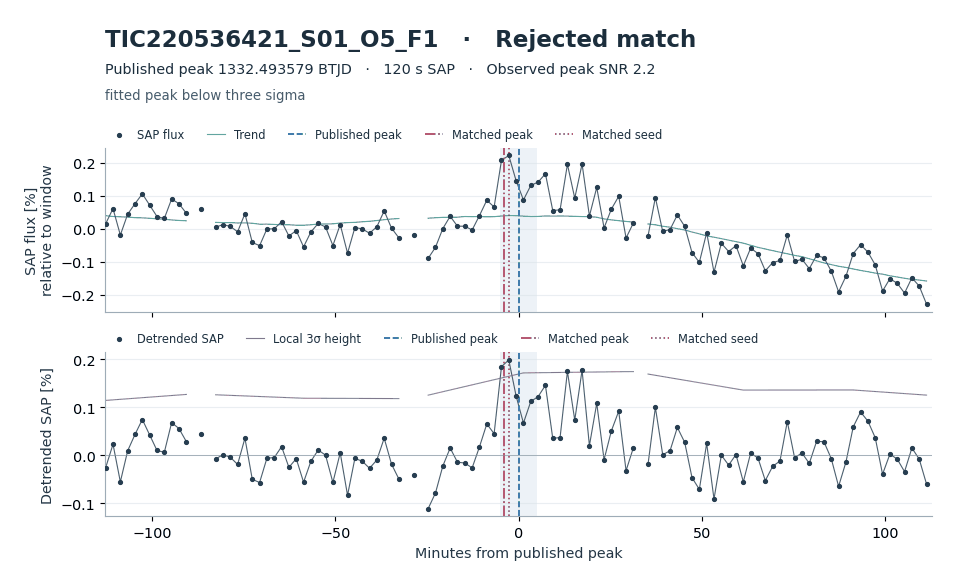 TIC220536421_S01_O5_F1 · Rejected match
Published peak 1332.493579 BTJD · 120 s SAP · Observed peak SNR 2.2
fitted peak below three sigma
SAP flux Trend Published peak Matched peak Matched seed
SAP flux [%]
relative to window
0.2
0.1
0.0
−0.1
−0.2
Detrended SAP Local 3σ height Published peak Matched peak Matched seed
Detrended SAP [%]
0.2
0.1
0.0
−0.1
−100 −50 0 50 100
Minutes from published peak